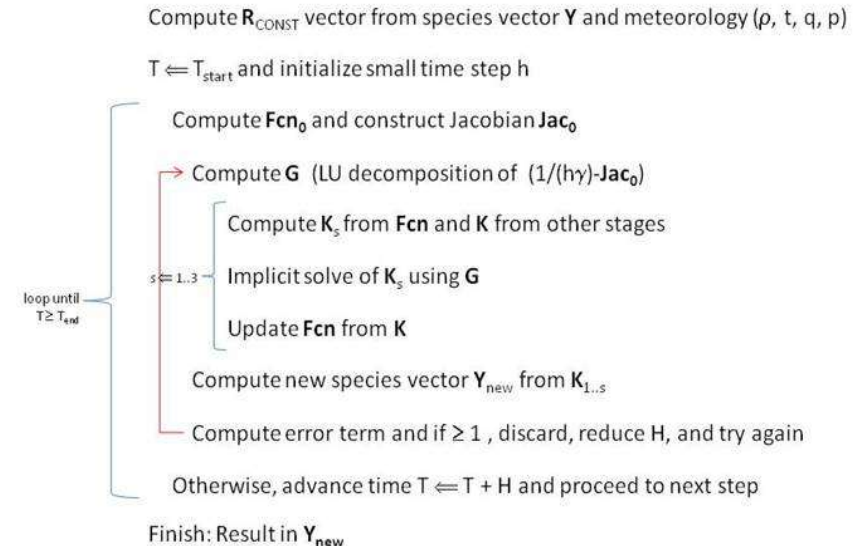 Compute R_CONST vector from species vector Y and meteorology (ρ, t, q, p)
T ⇐ T_start and initialize small time step h
Compute Fcn_0 and construct Jacobian Jac_0
Compute G (LU decomposition of (1/(hγ)-Jac_0)
Compute K_s from Fcn and K from other stages
s ⇐ 1..3
Implicit solve of K_s using G
loop until
T ≥ T_end
Update Fcn from K
Compute new species vector Y_new from K_1..s
Compute error term and if ≥ 1 , discard, reduce H, and try again
Otherwise, advance time T ⇐ T + H and proceed to next step
Finish: Result in Y_new